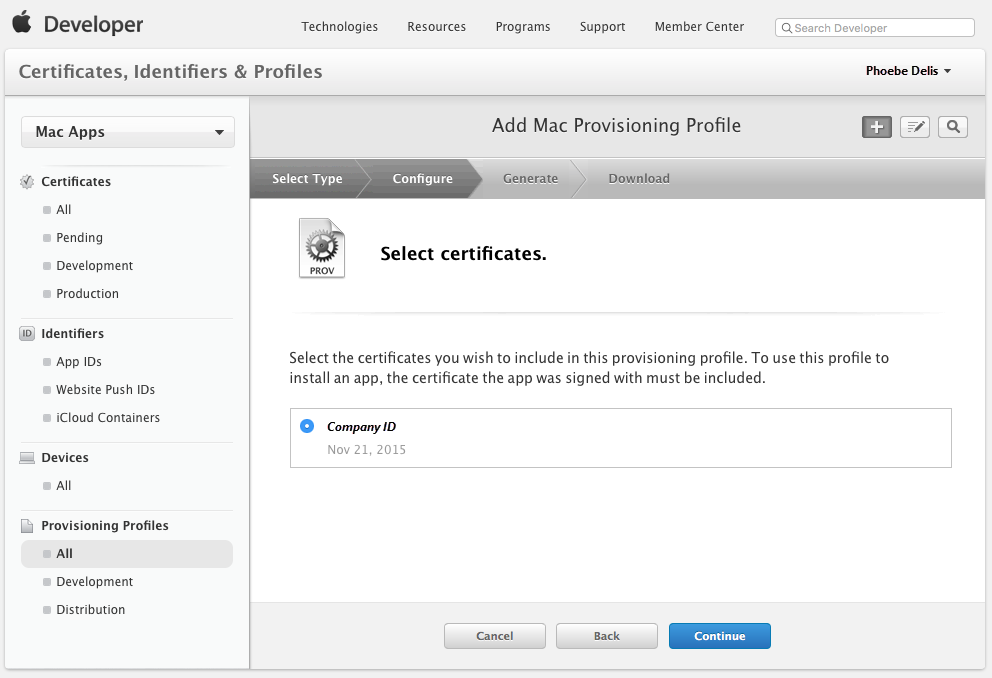 Developer
Technologies
Resources
Programs
Support
Member Center
Search Developer
Certificates, Identifiers & Profiles
Phoebe Delis
Mac Apps
Certificates
All
Pending
Development
Production
ID Identifiers
App IDs
Website Push IDs
iCloud Containers
Devices
All
Provisioning Profiles
All
Development
Distribution
Add Mac Provisioning Profile
Select Type
Configure
Generate
Download
PROV
Select certificates.
Select the certificates you wish to include in this provisioning profile. To use this profile to
install an app, the certificate the app was signed with must be included.
Company ID
Nov 21, 2015
Cancel
Back
Continue